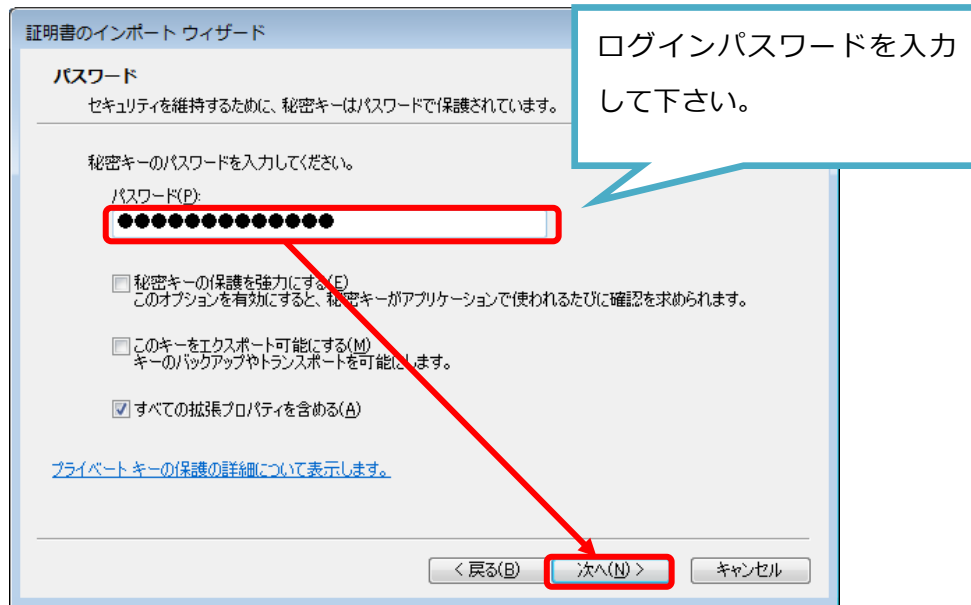 証明書のインポート ウィザード
ログインパスワードを入力
して下さい。
パスワード
セキュリティを維持するために、秘密キーはパスワードで保護されています。
秘密キーのパスワードを入力してください。
パスワード(P):
●●●●●●●●●●●●●
秘密キーの保護を強力にする(E)
このオプションを有効にすると、秘密キーがアプリケーションで使われるたびに確認を求められます。
このキーをエクスポート可能にする(M)
キーのバックアップやトランスポートを可能にします。
すべての拡張プロパティを含める(A)
プライベート キーの保護の詳細について表示します。
< 戻る(B) 次へ(N) > キャンセル